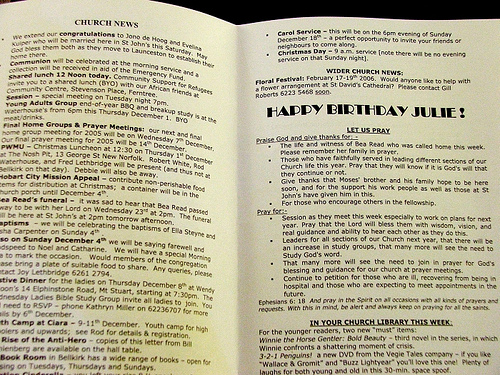 CHURCH NEWS
We extend our congratulations to Jono de Hoog and Evelina
Kuiper who will be married here in St John's this Saturday. May
God bless them both as they move to Launceston to establish their
home.
Communion will be celebrated at the morning service and a
collection will be received in aid of the Emergency Fund.
Shared lunch 12 Noon today. Community Support for Refugees
invite you to a shared lunch (BYO) with our African friends at
Community Centre, Stevenson Place, Ferntree.
Session – special meeting on Tuesday night 7pm.
Young Adults Group end-of-year BBQ and breakup study is at the
Waterhouse's from 6pm this Thursday December 1. BYO
meat/drinks.
Final Home Groups & Prayer Meetings: our next and final
home group meeting for 2005 will be on Wednesday 7th December,
our final prayer meeting for 2005 will be 14th December.
PWMU – Christmas Luncheon at 12:30 on Thursday 1st December,
at The Nosh Pit, 13 George St New Norfolk. Robert White, Rod
Waterhouse, and Fred Lethbridge will be present (and thus not at
Bellkirk on that day). Debbie will also be away.
Hobart City Mission Appeal – contribute non-perishable food
items for distribution at Christmas; a container will be in the
church porch until December 4th
Bea Read's funeral – it was sad to hear that Bea Read passed
away to be with her Lord on Wednesday 23rd at 2pm. The funeral
will be here at St John's at 2pm tomorrow afternoon.
Baptisms – we will be celebrating the baptisms of Ella Steyne and
sha Carpenter on Sunday 4th
so on Sunday December 4th we will be saying farewell and
dspeed to Noel and Catharine. We will have a special morning
a to mark the occasion. Would members of the congregation
ase bring a plate of suitable food to share. Any queries, please
tact Joy Lethbridge 6261 2794.
stive Dinner for the ladies on Thursday December 8th at Wendy
oon's 14 Ephinstone Road, Mt Stuart, starting at 7:30pm. The
dnesday Ladies Bible Study Group invite all ladies to join. You
d need to RSVP – phone Kathryn Miller on 62236707 for more
ils by 6th December.
th Camp at Ciara – 9-11th December. Youth camp for high
olers and upwards; see Rod for details & registration.
Rise of the Anti-Hero – copies of this letter from Bill
enberg are available on the hall table.
Book Room in Bellkirk has a wide range of books - open for
sing on Tuesdays, Thursdays and Sundays.
Carol Service – this will be on the 6pm evening of Sunday
December 18th – a perfect opportunity to invite your friends or
neighbours to come along.
Christmas Day – 9 a.m. service [note there will be no evening
service on that Sunday night].
WIDER CHURCH NEWS:
Floral Festival: February 17-19th 2006. Would anyone like to help with
a flower arrangement at St David's Cathedral? Please contact Gill
Roberts 6223 5468 soon.
HAPPY BIRTHDAY JULIE!
LET US PRAY
Praise God and give thanks for: -
The life and witness of Bea Read who was called home this week.
Please remember her family in prayer.
Those who have faithfully served in leading different sections of our
Church life this year. Pray that they will know it is God's will that
they continue or not.
Give thanks that Moses' brother and his family hope to be here
soon, and for the support his work people as well as those at St
John's have given him in this.
For those who encourage others in the fellowship.
Pray for:-
Session as they meet this week especially to work on plans for next
year. Pray that the Lord will bless them with wisdom, vision, and
real guidance and ability to hear each other as they do this.
Leaders for all sections of our Church next year, that there will be
an increase in study groups, that many more will see the need to
Study God's word.
That many more will see the need to join in prayer for God's
blessing and guidance for our church at prayer meetings.
Continue to petition for those who are ill, recovering from being in
hospital and those who are expecting to meet appointments in the
future.
Ephesians 6:18 And pray in the Spirit on all occasions with all kinds of prayers and
requests. With this in mind, be alert and always keep on praying for all the saints.
IN YOUR CHURCH LIBRARY THIS WEEK:
For the younger readers, two new "must" items:
Winnie the Horse Gentler: Bold Beauty – third novel in the series, in which
Winnie confronts a shattering moment of crisis.
3-2-1 Penguins! a new DVD from the Vegie Tales company – if you like
"Wallace & Gromit" and "Buzz Lightyear" you'll love this one! Plenty of
laughs for both young and old in this 30-min. space spoof.